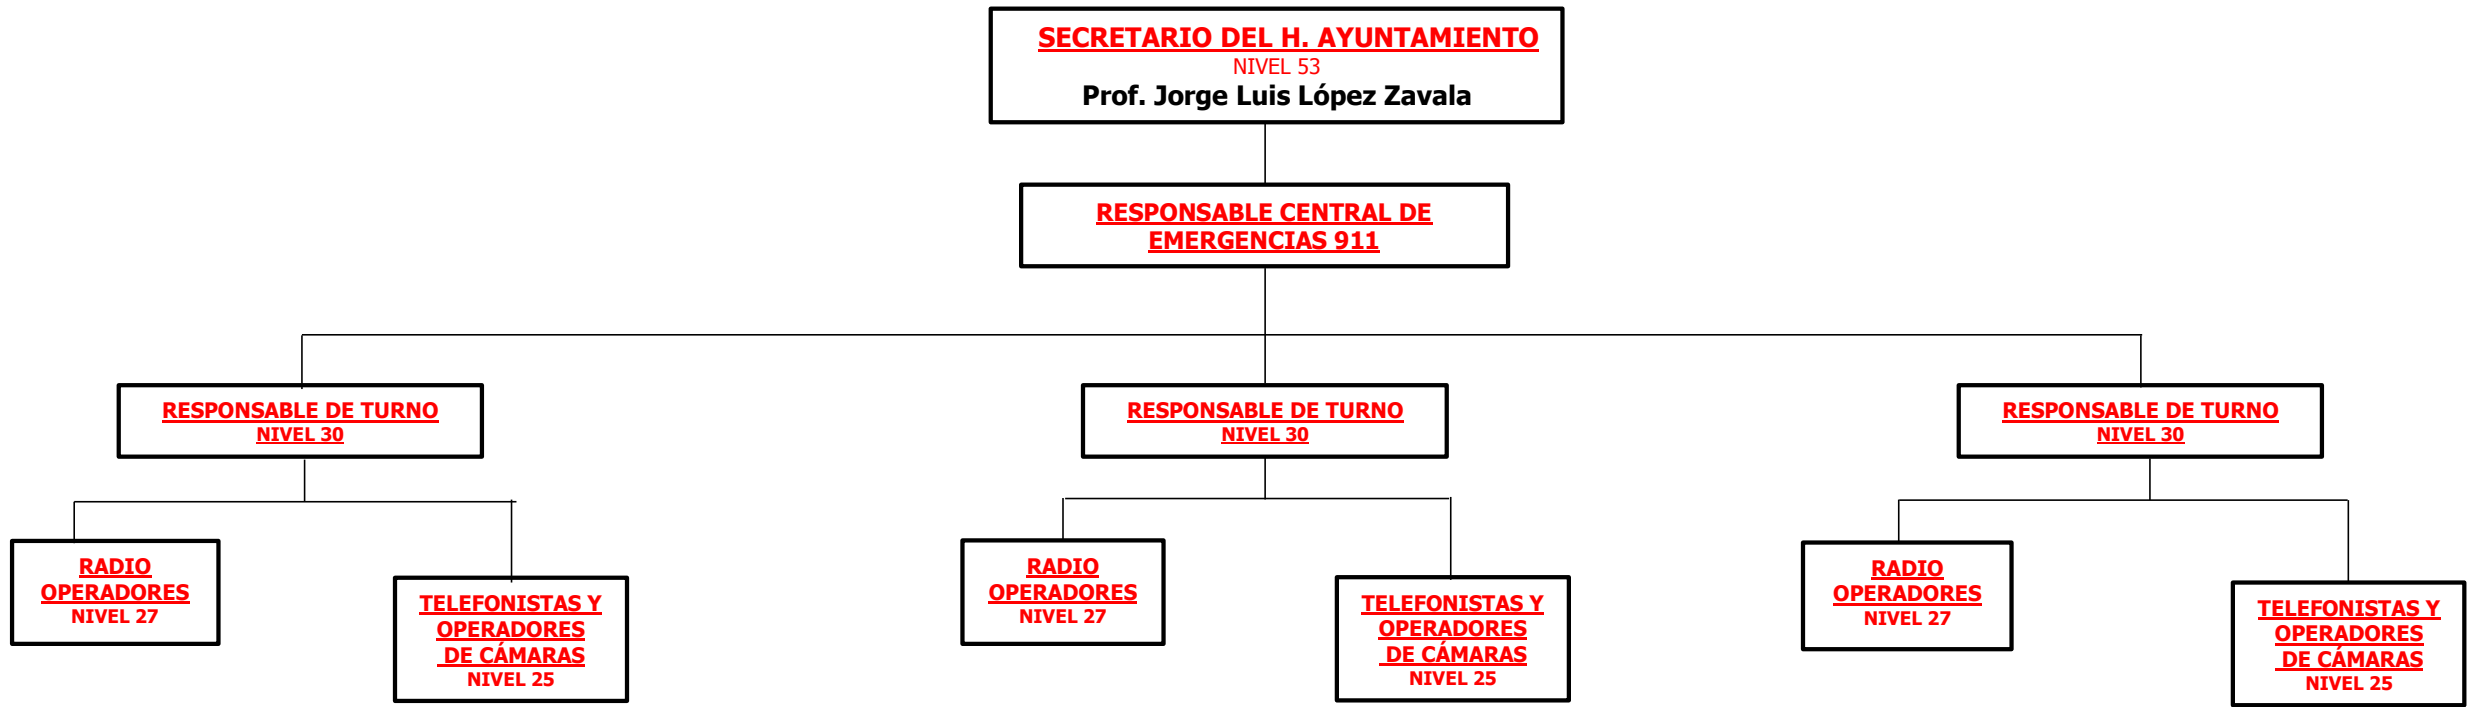 SECRETARIO DEL H. AYUNTAMIENTO
NIVEL 53
Prof. Jorge Luis López Zavala
RESPONSABLE CENTRAL DE
EMERGENCIAS 911
RESPONSABLE DE TURNO
NIVEL 30
RESPONSABLE DE TURNO
NIVEL 30
RESPONSABLE DE TURNO
NIVEL 30
RADIO
OPERADORES
NIVEL 27
TELEFONISTAS Y
OPERADORES
DE CÁMARAS
NIVEL 25
RADIO
OPERADORES
NIVEL 27
TELEFONISTAS Y
OPERADORES
DE CÁMARAS
NIVEL 25
RADIO
OPERADORES
NIVEL 27
TELEFONISTAS Y
OPERADORES
DE CÁMARAS
NIVEL 25